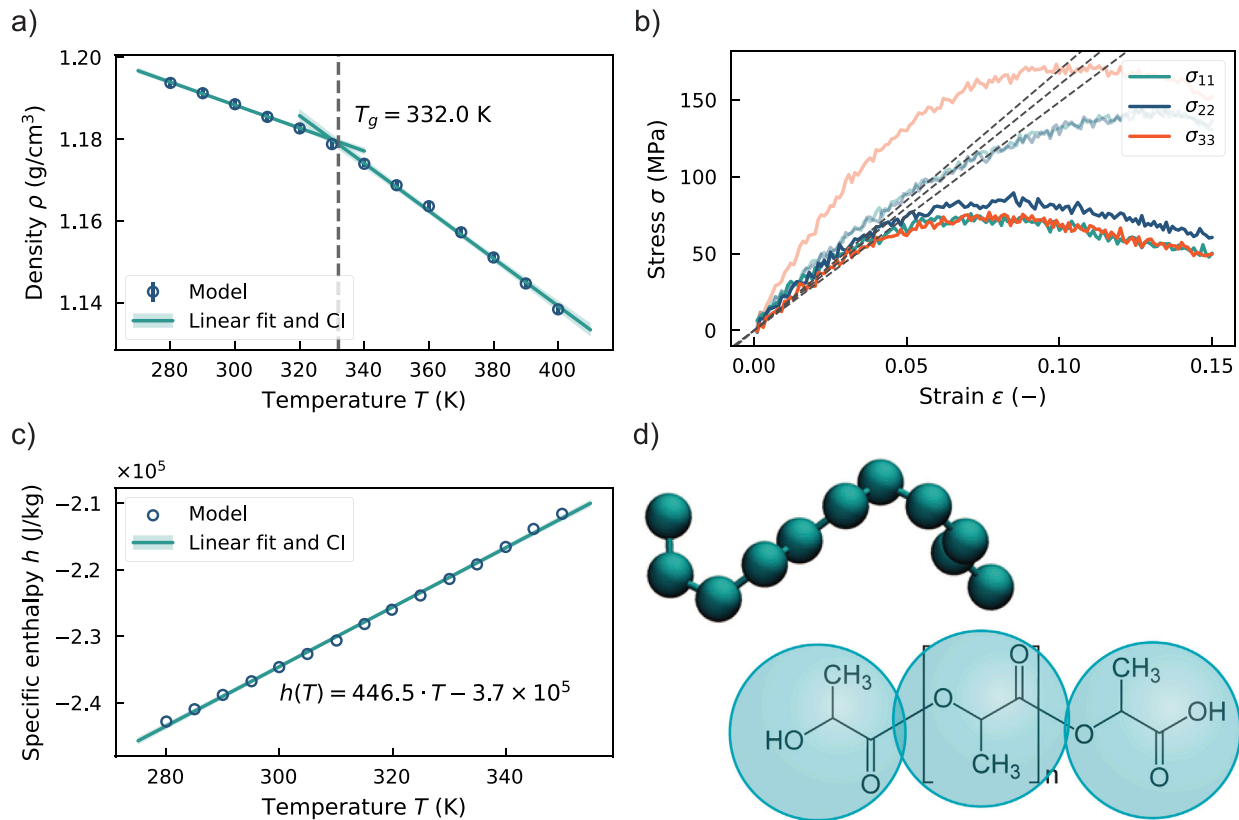 a)
1.20
1.18
1.16
1.14
Density ρ (g/cm³)
T_g = 332.0 K
Model
Linear fit and CI
280 300 320 340 360 380 400
Temperature T (K)
b)
150
100
50
0
Stress σ (MPa)
σ₁₁
σ₂₂
σ₃₃
0.00 0.05 0.10 0.15
Strain ε (−)
c)
×10⁵
−2.1
−2.2
−2.3
−2.4
Specific enthalpy h (J/kg)
Model
Linear fit and CI
h(T) = 446.5 · T − 3.7 × 10⁵
280 300 320 340
Temperature T (K)
d)
CH₃
HO
O
O
O
CH₃
n
O
CH₃
OH
O